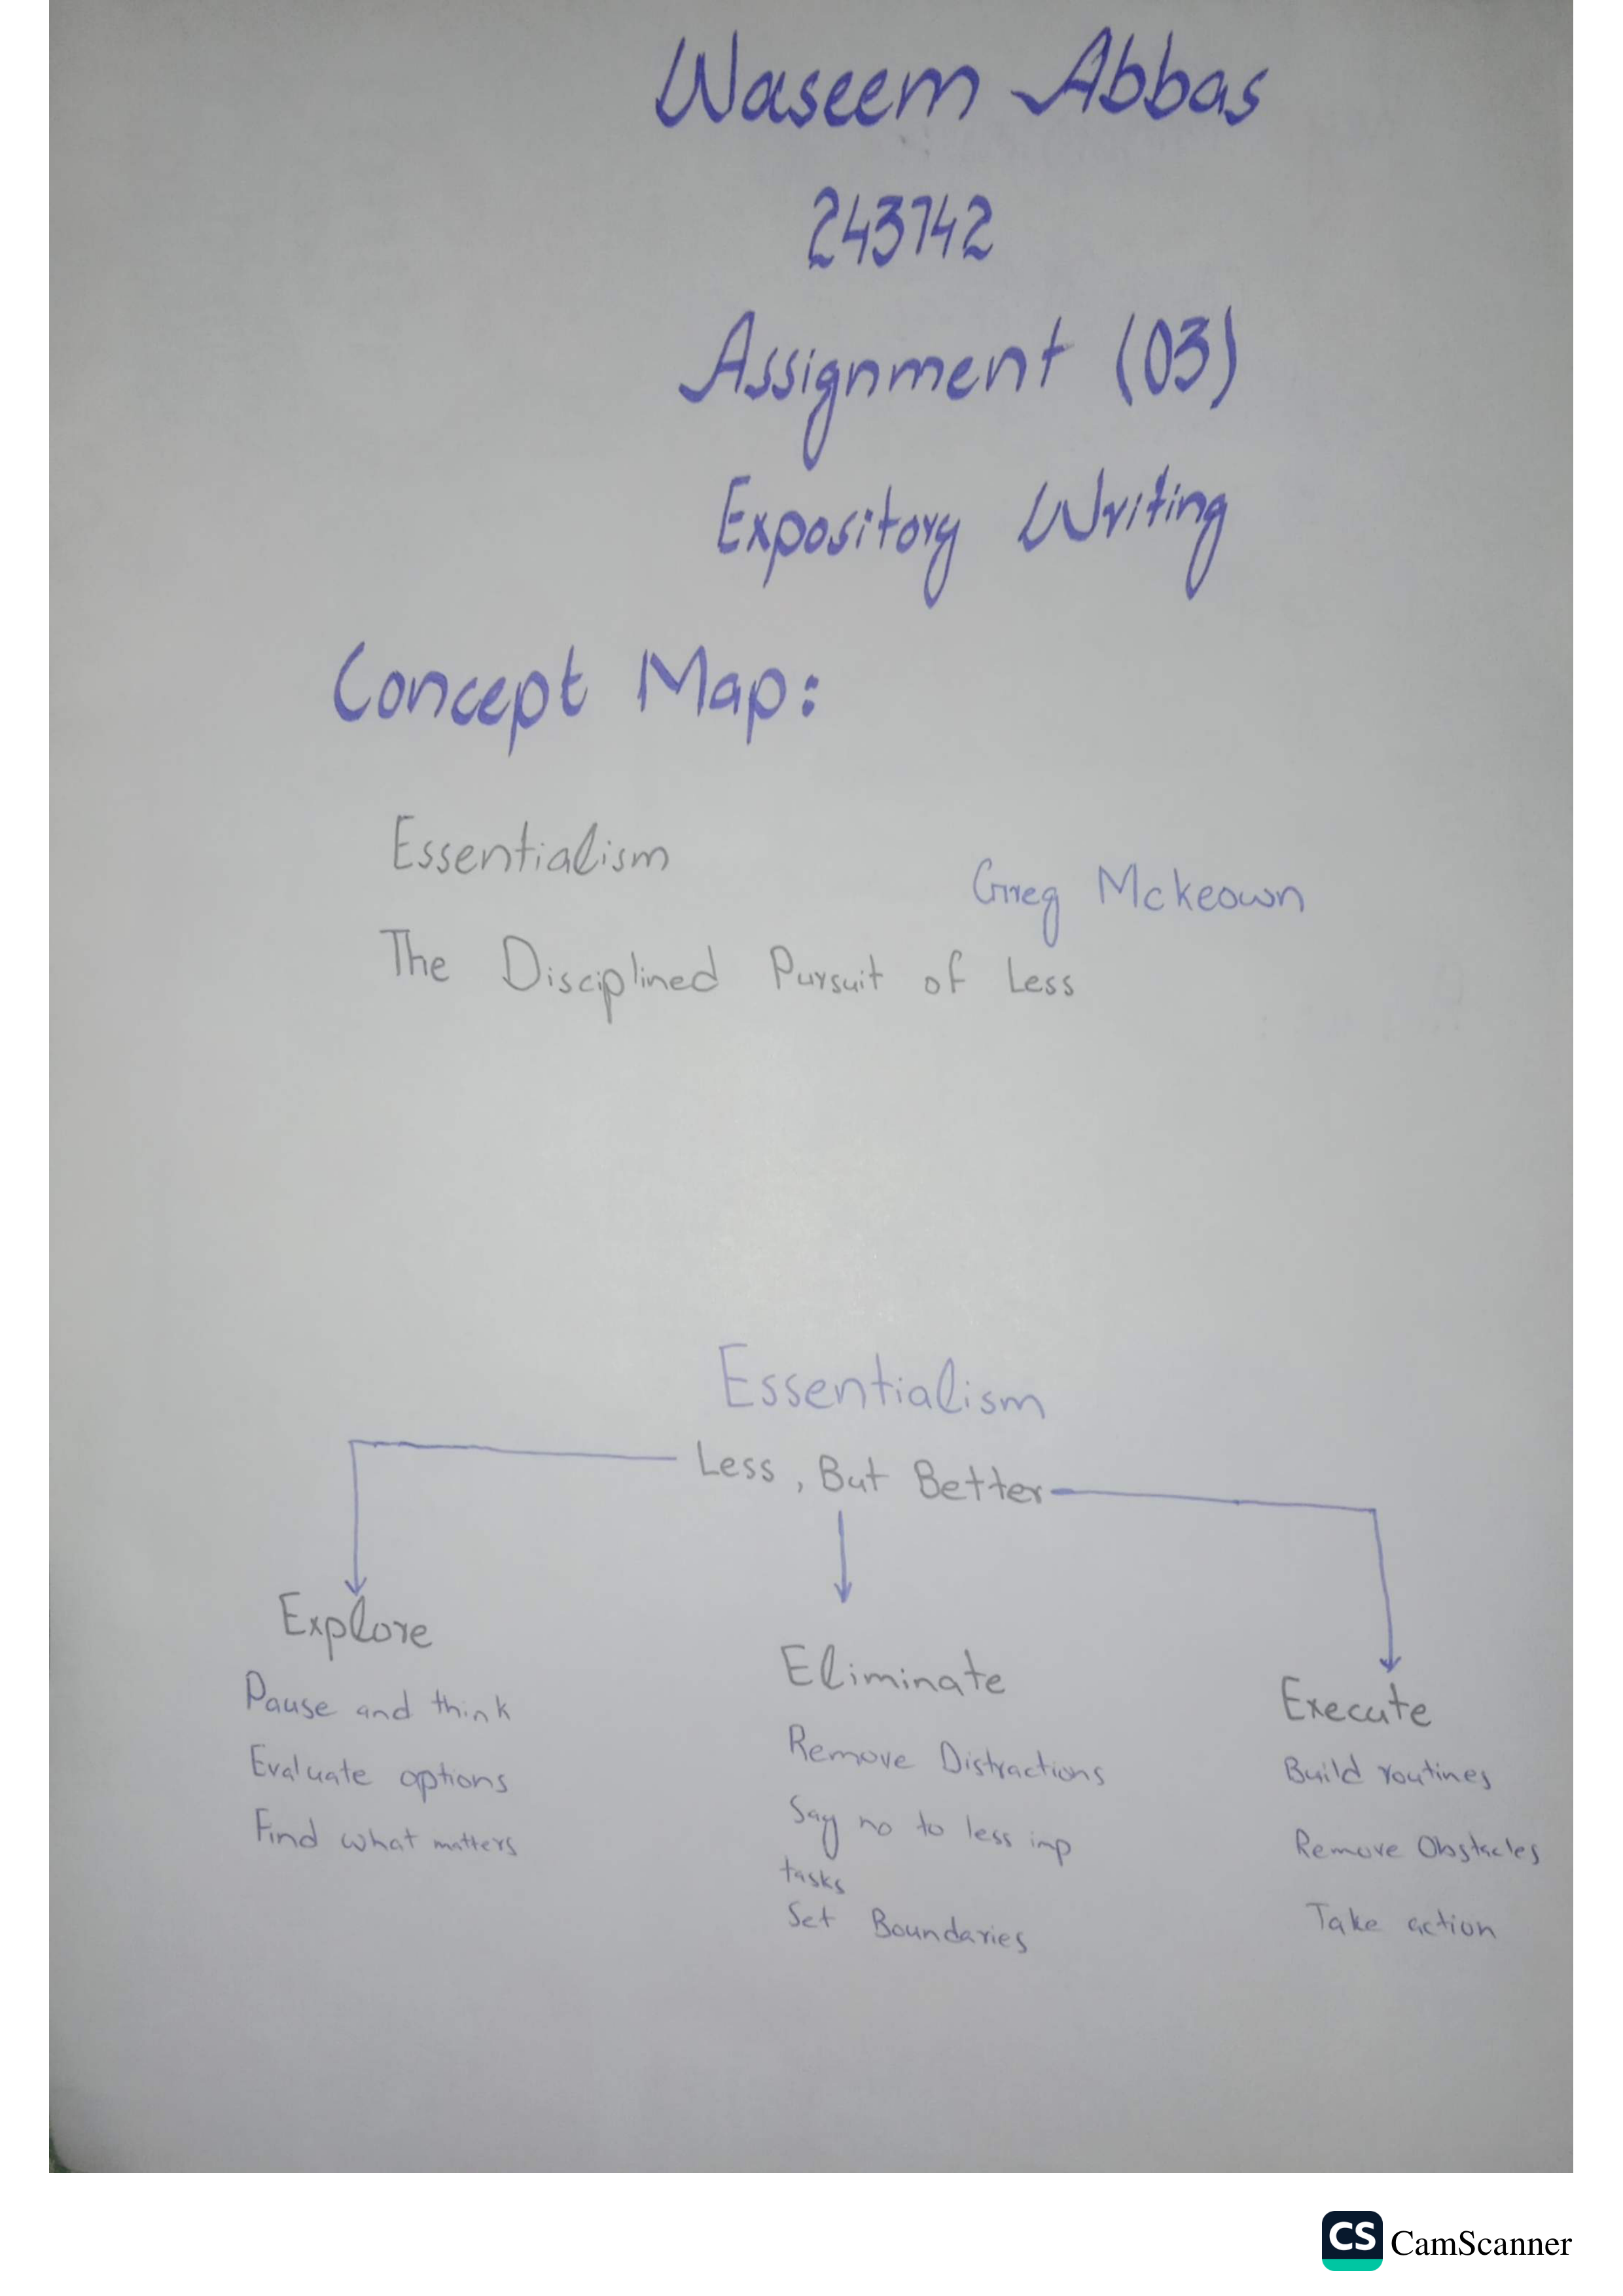 Waseem Abbas
243742
Assignment (03)
Expository Writing
Concept Map:
Essentialism
Greg Mckeown
The Disciplined Pursuit of Less
Essentialism
Less, But Better
Explore
Pause and think
Evaluate options
Find what matters
Eliminate
Remove Distractions
Say no to less imp
tasks
Set Boundaries
Execute
Build routines
Remove Obstacles
Take action
CS CamScanner